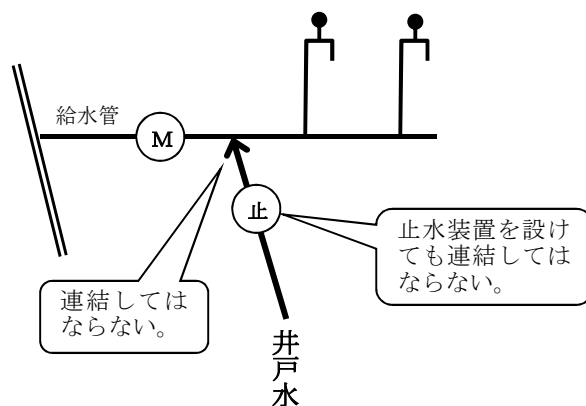 給水管
M
止
止水装置を設け
ても連結しては
ならない。
連結しては
ならない。
井戸水